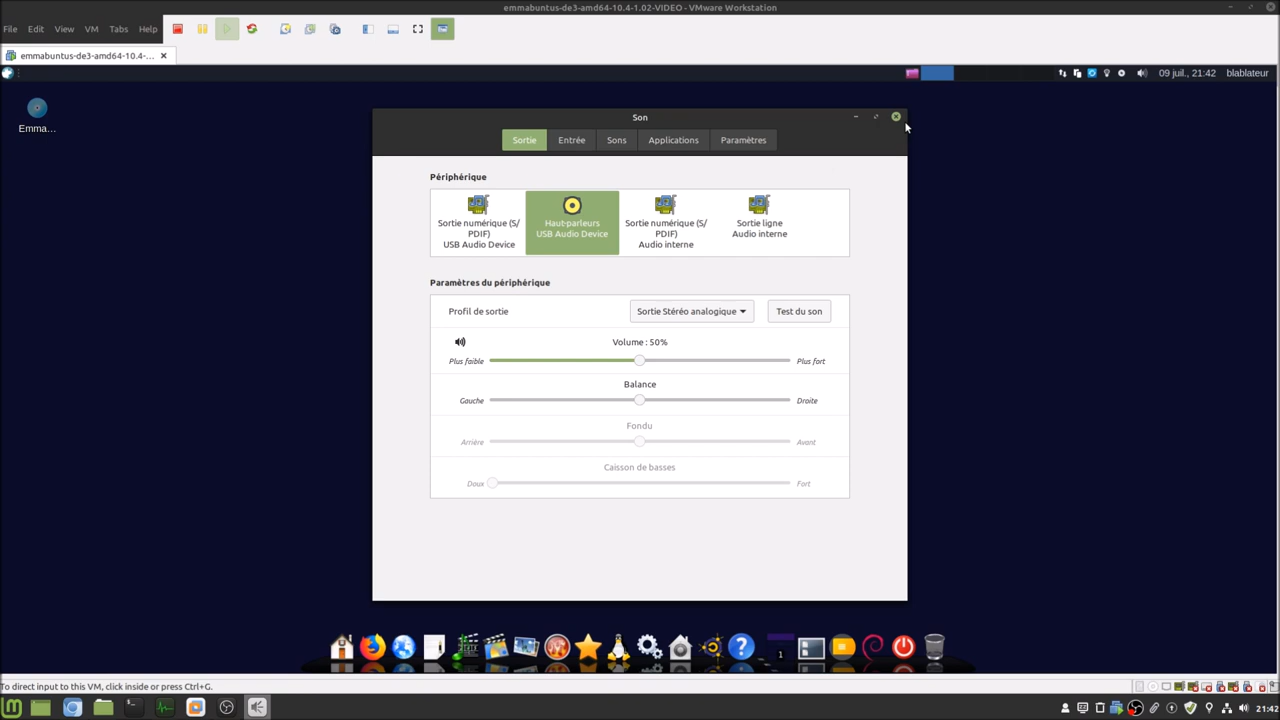 emmabuntus-de3-amd64-10.4-1.02-VIDEO - VMware Workstation
File Edit View VM Tabs Help
emmabuntus-de3-amd64-10.4-...
09 juil., 21:42 blablateur
Emma...
Son
Sortie Entrée Sons Applications Paramètres
Périphérique
Sortie numérique (S/
PDIF)
USB Audio Device
Haut-parleurs
USB Audio Device
Sortie numérique (S/
PDIF)
Audio interne
Sortie ligne
Audio interne
Paramètres du périphérique
Profil de sortie Sortie Stéréo analogique Test du son
Volume : 50%
Plus faible Plus fort
Balance
Gauche Droite
Fondu
Arrière Avant
Caisson de basses
Doux Fort
1
To direct input to this VM, click inside or press Ctrl+G.
21:42